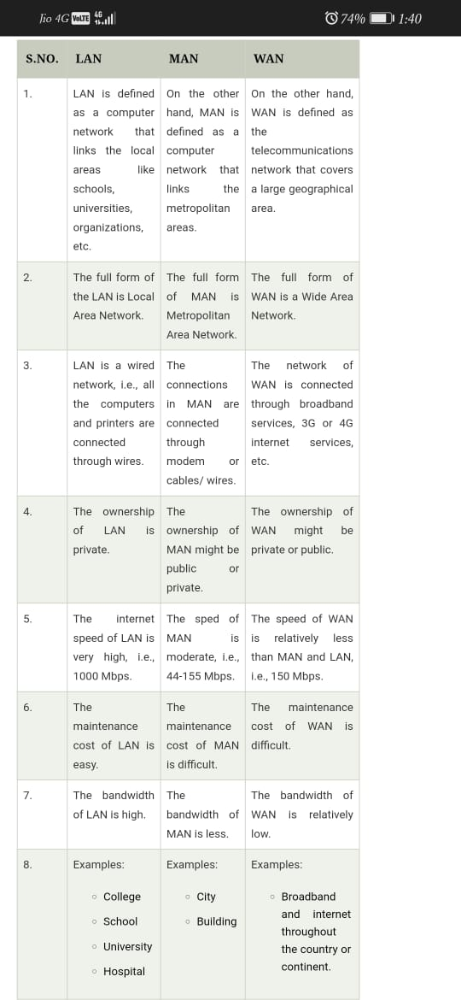 Jio 4G VoLTE 4G 74% 1:40
S.NO. LAN MAN WAN
1.
LAN is defined
as a computer
network that
links the local
areas like
schools,
universities,
organizations,
etc.
On the other
hand, MAN is
defined as a
computer
network that
links the
metropolitan
areas.
On the other hand,
WAN is defined as
the
telecommunications
network that covers
a large geographical
area.
2.
The full form of
the LAN is Local
Area Network.
The full form
of MAN is
Metropolitan
Area Network.
The full form of
WAN is a Wide Area
Network.
3.
LAN is a wired
network, i.e., all
the computers
and printers are
connected
through wires.
The
connections
in MAN are
connected
through
modem or
cables/ wires.
The network of
WAN is connected
through broadband
services, 3G or 4G
internet services,
etc.
4.
The ownership
of LAN is
private.
The
ownership of
MAN might be
public or
private.
The ownership of
WAN might be
private or public.
5.
The internet
speed of LAN is
very high, i.e.,
1000 Mbps.
The sped of
MAN is
moderate, i.e.,
44-155 Mbps.
The speed of WAN
is relatively less
than MAN and LAN,
i.e., 150 Mbps.
6.
The
maintenance
cost of LAN is
easy.
The
maintenance
cost of MAN
is difficult.
The maintenance
cost of WAN is
difficult.
7.
The bandwidth
of LAN is high.
The
bandwidth of
MAN is less.
The bandwidth of
WAN is relatively
low.
8.
Examples:
○ College
○ School
○ University
○ Hospital
Examples:
○ City
○ Building
Examples:
○ Broadband
and internet
throughout
the country or
continent.